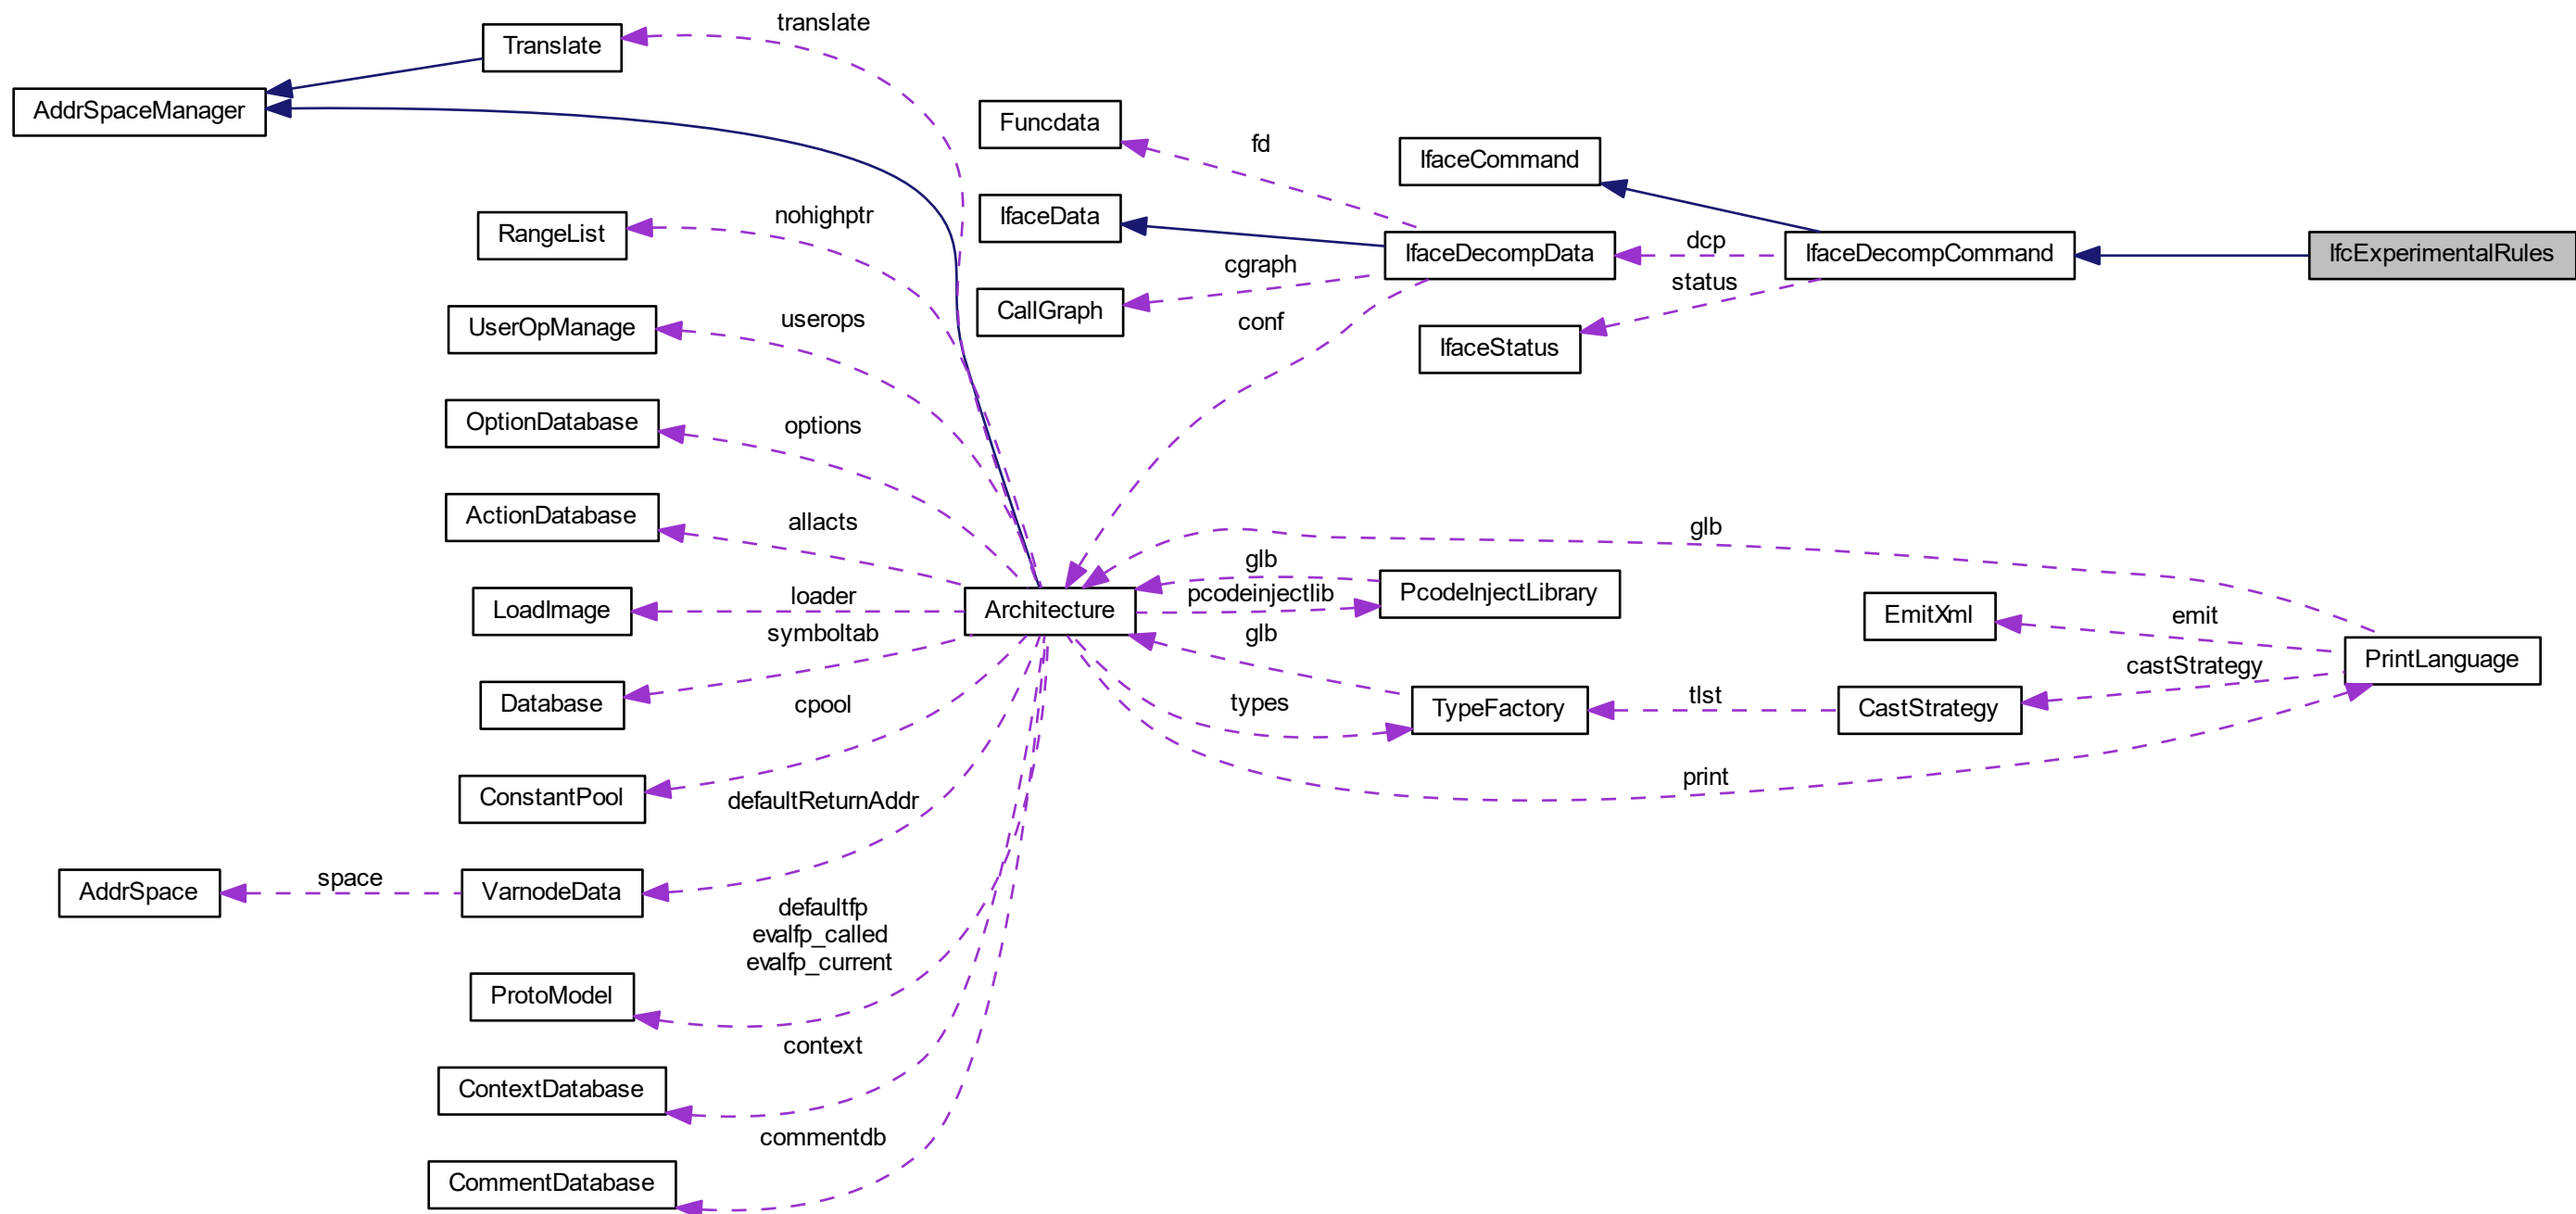 translate
Translate
AddrSpaceManager
Funcdata
fd
IfaceCommand
nohighptr
IfaceData
RangeList
dcp
IfaceDecompData
IfaceDecompCommand
IfcExperimentalRules
cgraph
status
CallGraph
userops
conf
UserOpManage
IfaceStatus
options
OptionDatabase
allacts
ActionDatabase
glb
glb
loader
pcodeinjectlib
PcodeInjectLibrary
LoadImage
Architecture
EmitXml
emit
symboltab
glb
castStrategy
PrintLanguage
Database
cpool
types
TypeFactory
tlst
CastStrategy
print
ConstantPool
defaultReturnAddr
space
AddrSpace
VarnodeData
defaultfp
evalfp_called
evalfp_current
ProtoModel
context
ContextDatabase
commentdb
CommentDatabase